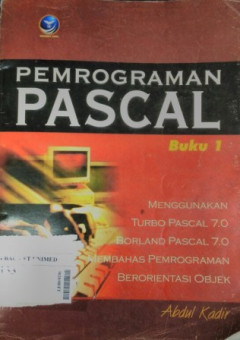 PEMROGRAMAN
PASCAL
Buku 1
MENGGUNAKAN
TURBO PASCAL 7.0
BORLAND PASCAL 7.0
MEMBAHAS PEMROGRAMAN
BERORIENTASI OBJEK
UNIMED
Abdul Kadir